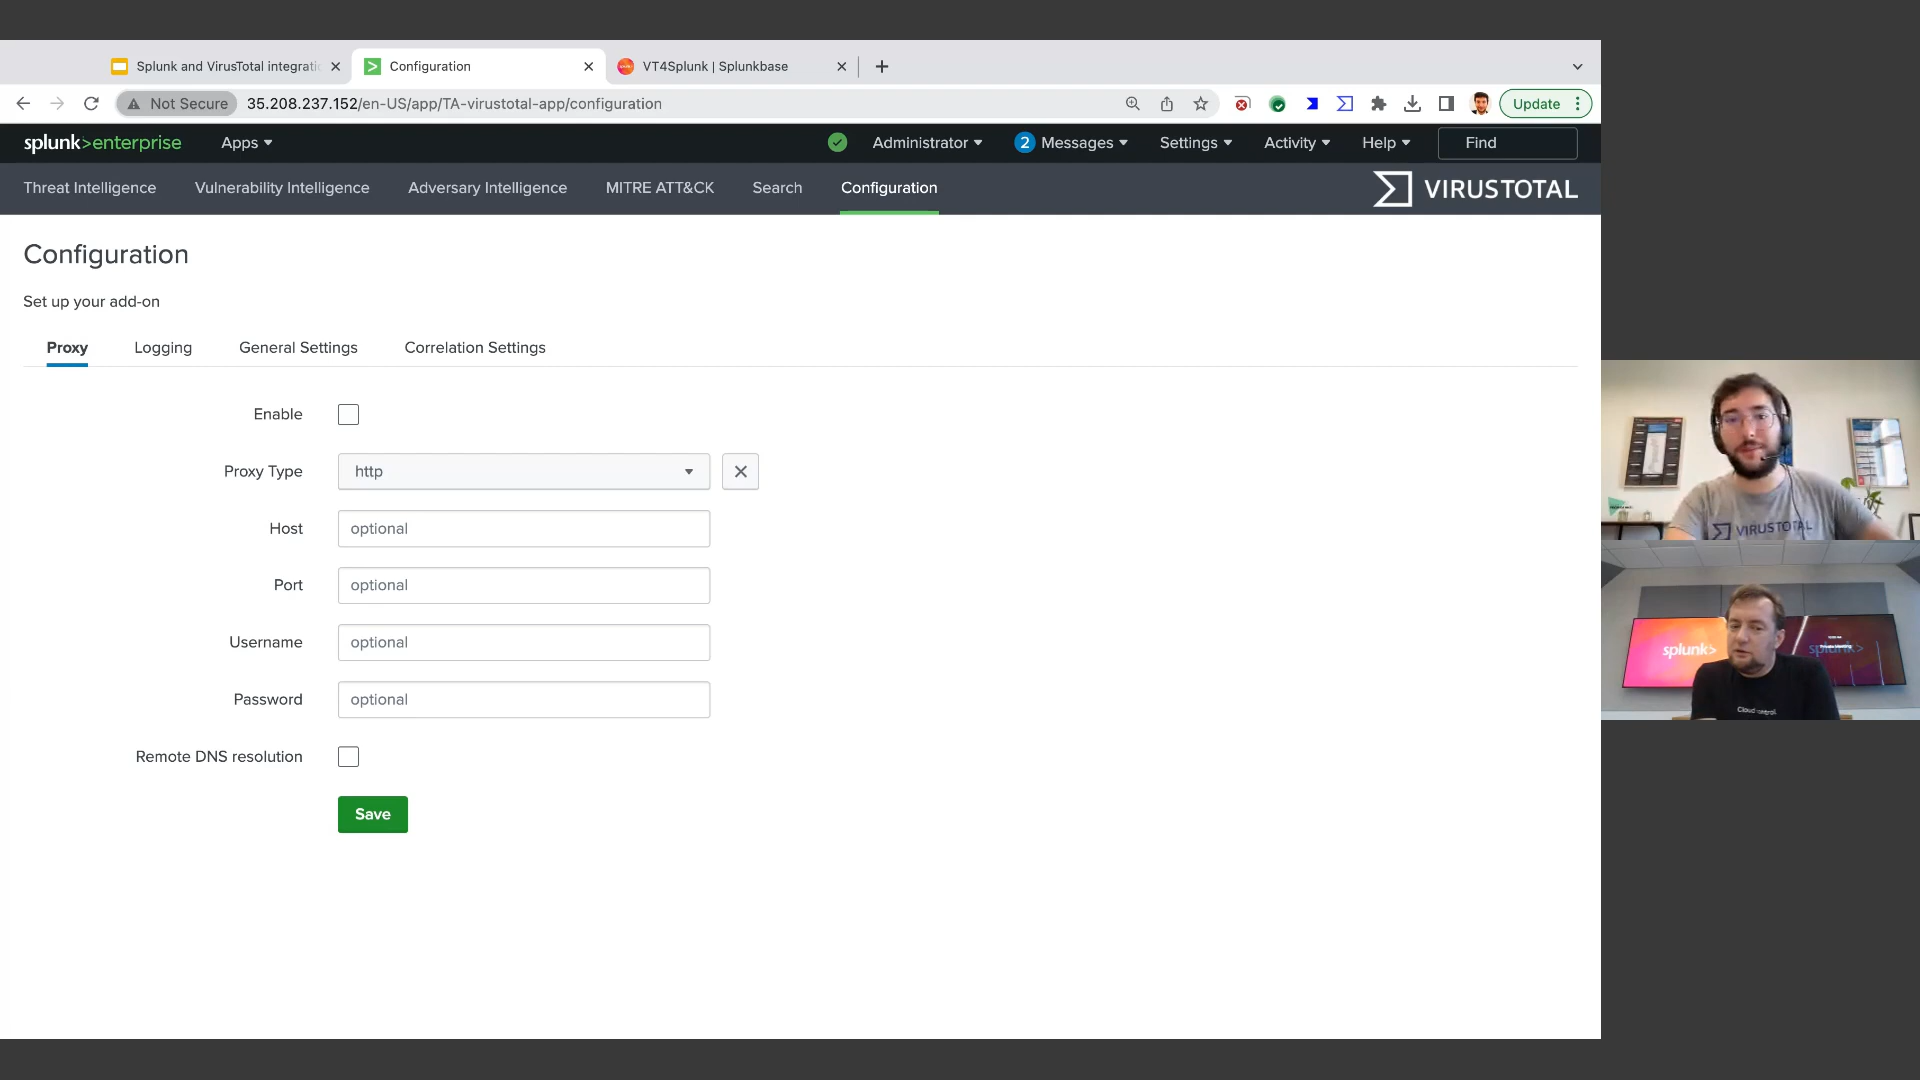 Splunk and VirusTotal integrati
Configuration
VT4Splunk | Splunkbase
Not Secure
35.208.237.152/en-US/app/TA-virustotal-app/configuration
Update
splunk>enterprise
Apps
Administrator
2 Messages
Settings
Activity
Help
Find
Threat Intelligence
Vulnerability Intelligence
Adversary Intelligence
MITRE ATT&CK
Search
Configuration
VIRUSTOTAL
Configuration
Set up your add-on
Proxy
Logging
General Settings
Correlation Settings
Enable
Proxy Type
http
Host
optional
Port
optional
Username
optional
Password
optional
Remote DNS resolution
Save
VIRUSTOTAL
splunk>
splunk>